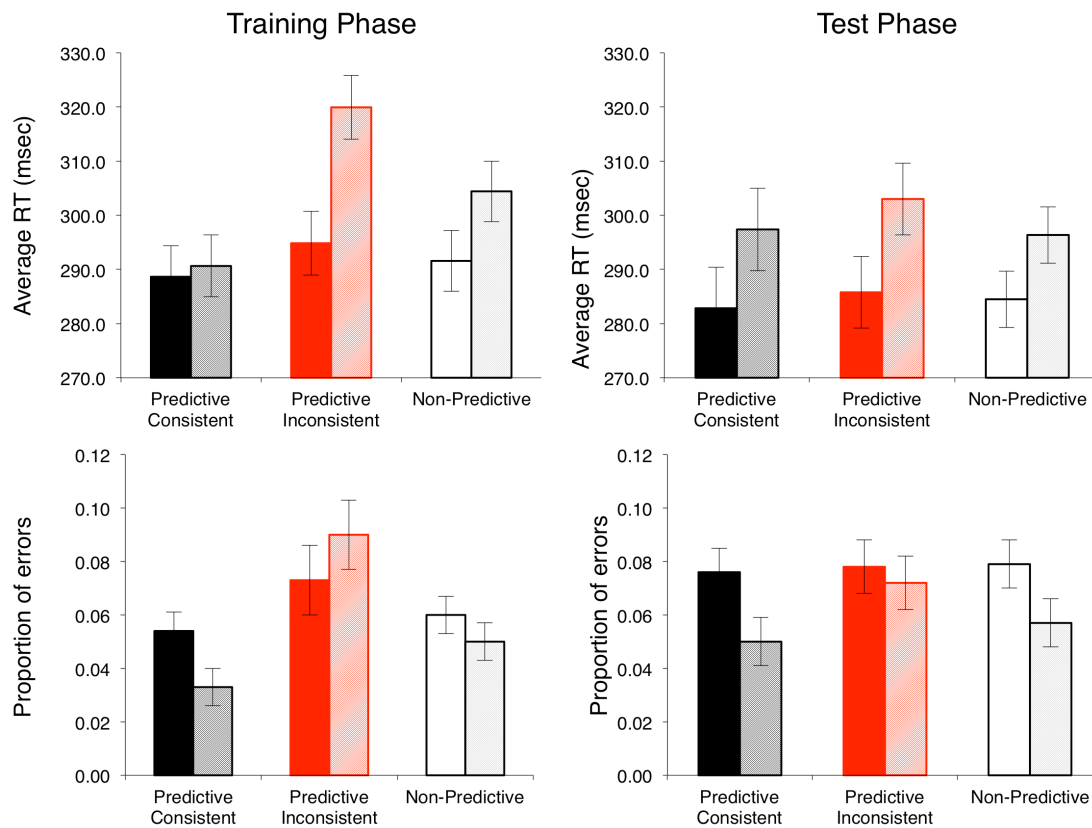 Training Phase
330.0
320.0
310.0
300.0
290.0
280.0
270.0
Average RT (msec)
Predictive
Consistent
Predictive
Inconsistent
Non-Predictive
Test Phase
330.0
320.0
310.0
300.0
290.0
280.0
270.0
Average RT (msec)
Predictive
Consistent
Predictive
Inconsistent
Non-Predictive
0.12
0.10
0.08
0.06
0.04
0.02
0.00
Proportion of errors
Predictive
Consistent
Predictive
Inconsistent
Non-Predictive
0.12
0.10
0.08
0.06
0.04
0.02
0.00
Proportion of errors
Predictive
Consistent
Predictive
Inconsistent
Non-Predictive